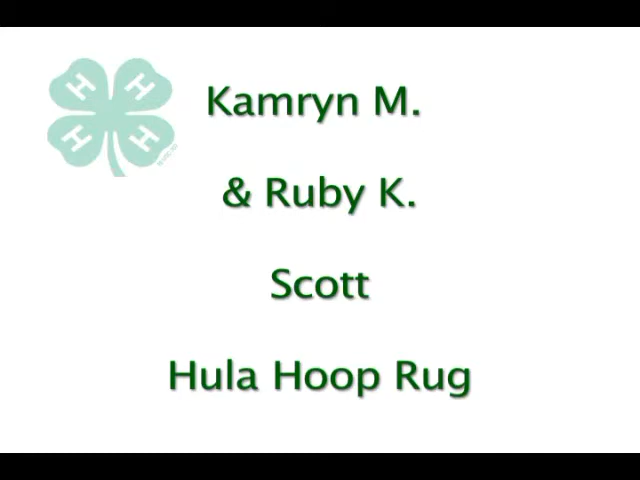 H H
H H
Kamryn M.
& Ruby K.
Scott
Hula Hoop Rug